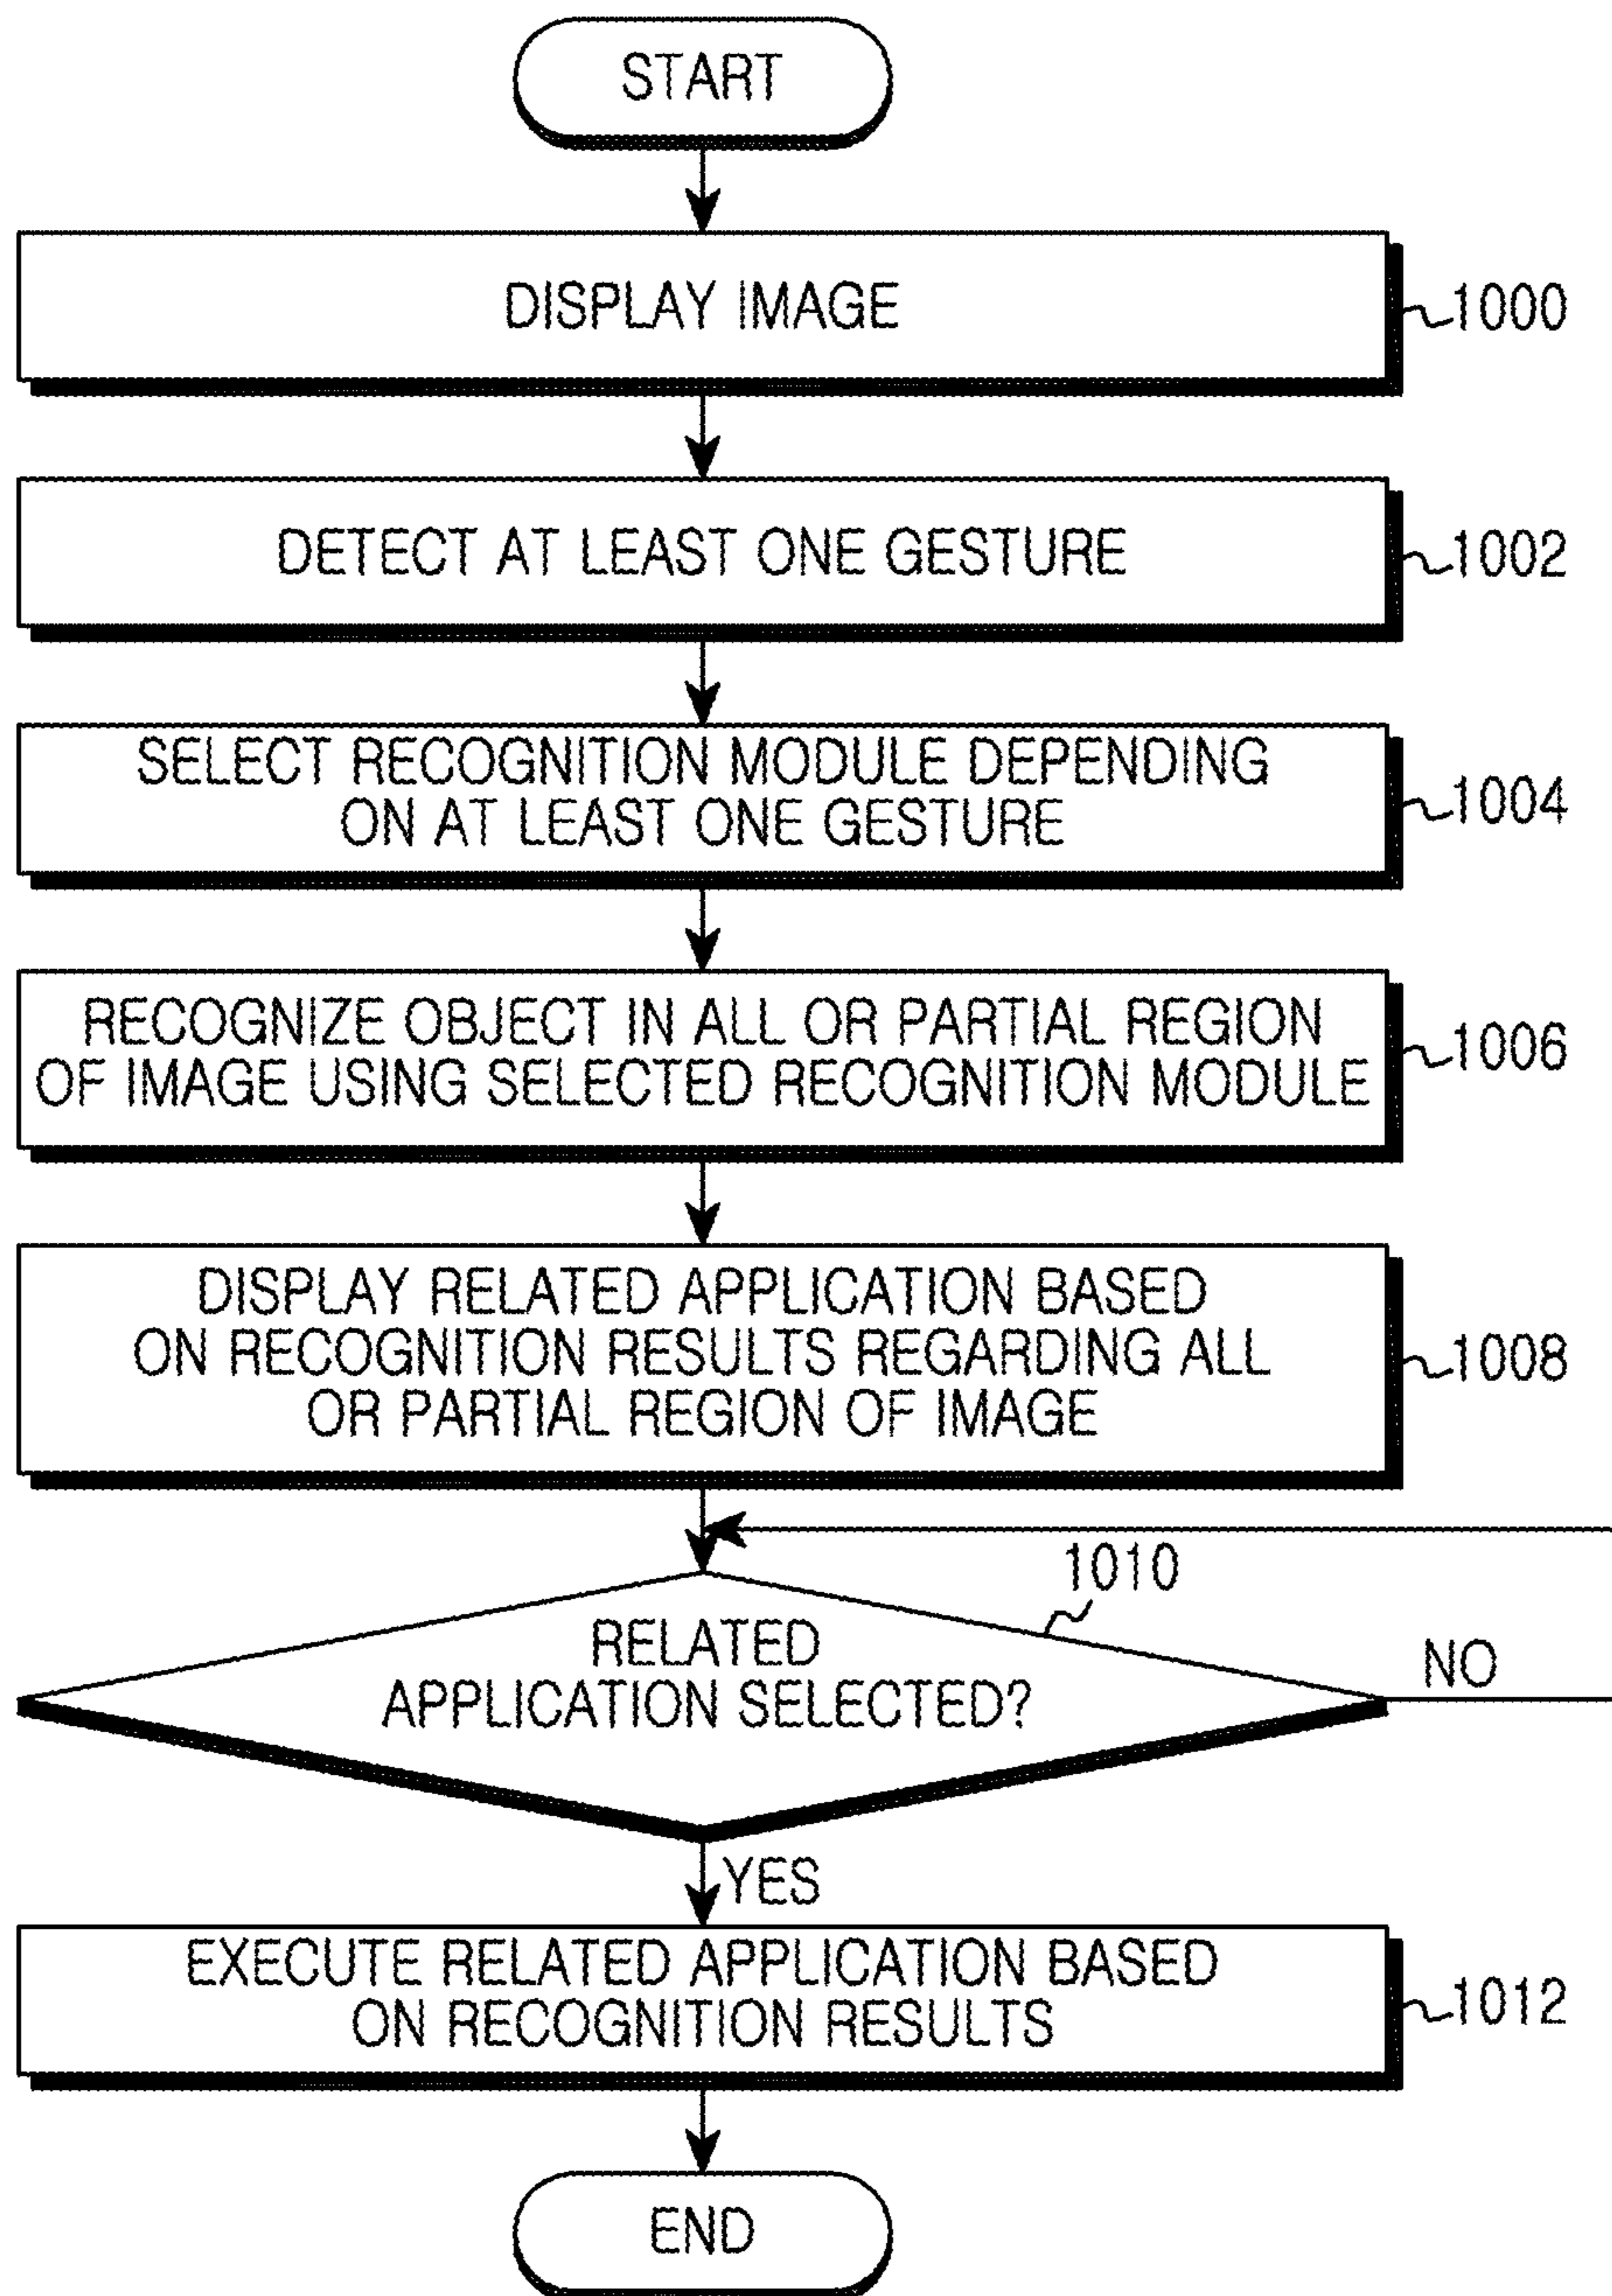 START
DISPLAY IMAGE
1000
DETECT AT LEAST ONE GESTURE
1002
SELECT RECOGNITION MODULE DEPENDING
ON AT LEAST ONE GESTURE
1004
RECOGNIZE OBJECT IN ALL OR PARTIAL REGION
OF IMAGE USING SELECTED RECOGNITION MODULE
1006
DISPLAY RELATED APPLICATION BASED
ON RECOGNITION RESULTS REGARDING ALL
OR PARTIAL REGION OF IMAGE
1008
1010
RELATED
APPLICATION SELECTED?
NO
YES
EXECUTE RELATED APPLICATION BASED
ON RECOGNITION RESULTS
1012
END